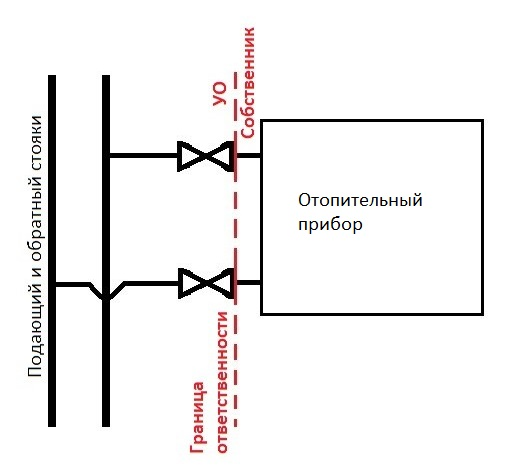 Подающий и обратный стояки
УО
Собственник
Отопительный
прибор
Граница
ответственности